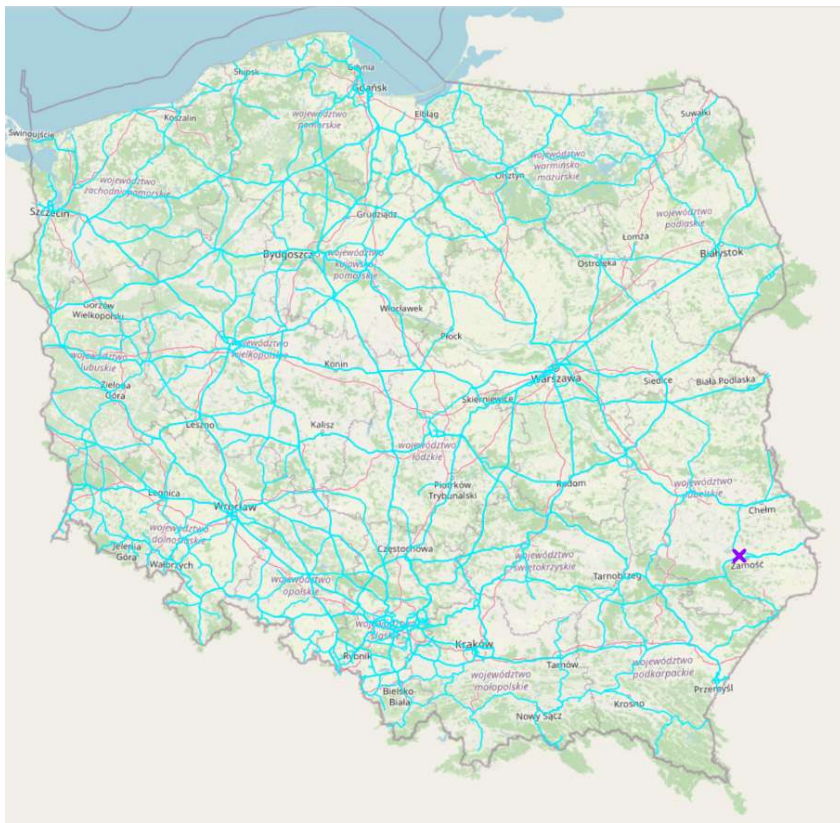 Gdynia
Słupsk
Gdańsk
Koszalin
Elbląg
Suwałki
Świnoujście
województwo
pomorskie
województwo
zachodniopomorskie
województwo
warmińsko-
mazurskie
Olsztyn
Szczecin
Grudziądz
województwo
podlaskie
Łomża
Białystok
Bydgoszcz
województwo
kujawsko-
pomorskie
Ostrołęka
Gorzów
Wielkopolski
Włocławek
Płock
województwo
wielkopolskie
województwo
lubuskie
Konin
Warszawa
Siedlce
Biała Podlaska
Zielona
Góra
Skierniewice
Leszno
Kalisz
województwo
łódzkie
Piotrków
Trybunalski
Radom
województwo
lubelskie
Legnica
Wrocław
Chełm
województwo
dolnośląskie
Jelenia
Góra
Wałbrzych
Częstochowa
województwo
świętokrzyskie
Zamość
województwo
opolskie
Tarnobrzeg
województwo
śląskie
Rybnik
Kraków
Tarnów
województwo
podkarpackie
województwo
małopolskie
Przemyśl
Bielsko-
Biała
Krosno
Nowy Sącz